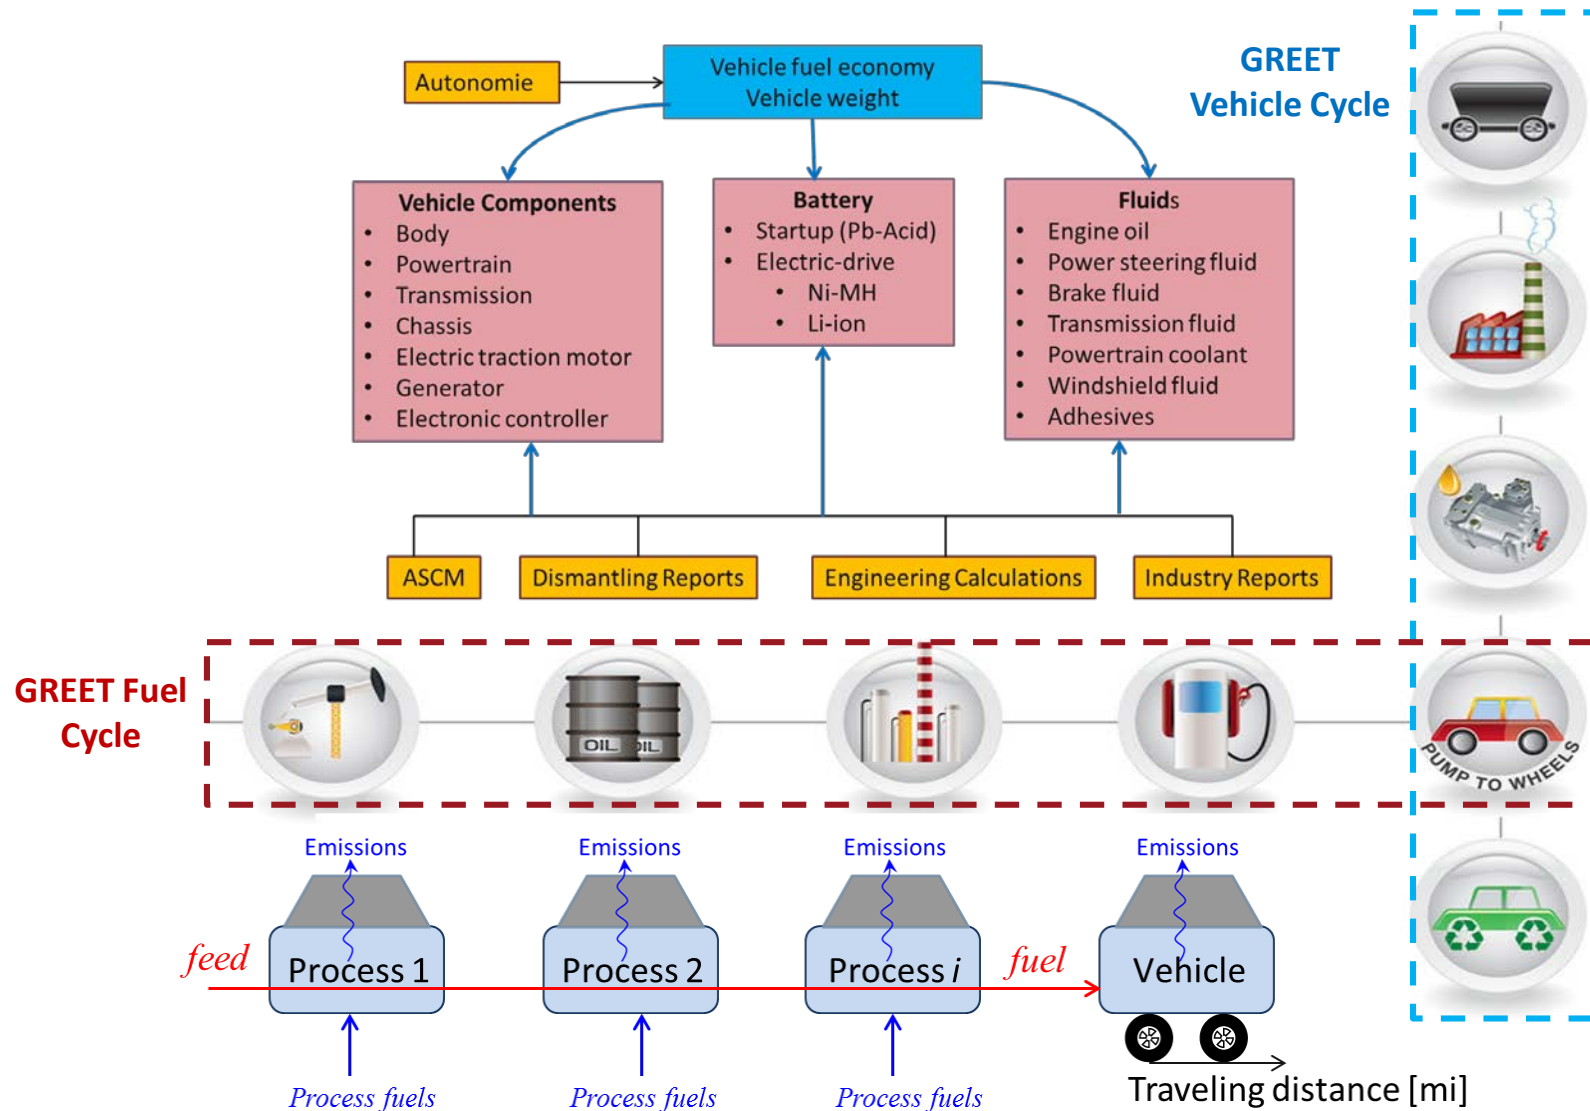 GREET
Vehicle Cycle
Autonomie
Vehicle fuel economy
Vehicle weight
Vehicle Components
• Body
• Powertrain
• Transmission
• Chassis
• Electric traction motor
• Generator
• Electronic controller
Battery
• Startup (Pb-Acid)
• Electric-drive
• Ni-MH
• Li-ion
Fluids
• Engine oil
• Power steering fluid
• Brake fluid
• Transmission fluid
• Powertrain coolant
• Windshield fluid
• Adhesives
ASCM
Dismantling Reports
Engineering Calculations
Industry Reports
GREET Fuel
Cycle
OIL
OIL
PUMP TO WHEELS
Emissions
Emissions
Emissions
Emissions
feed
Process 1
Process 2
Process i
fuel
Vehicle
Process fuels
Process fuels
Process fuels
Traveling distance [mi]